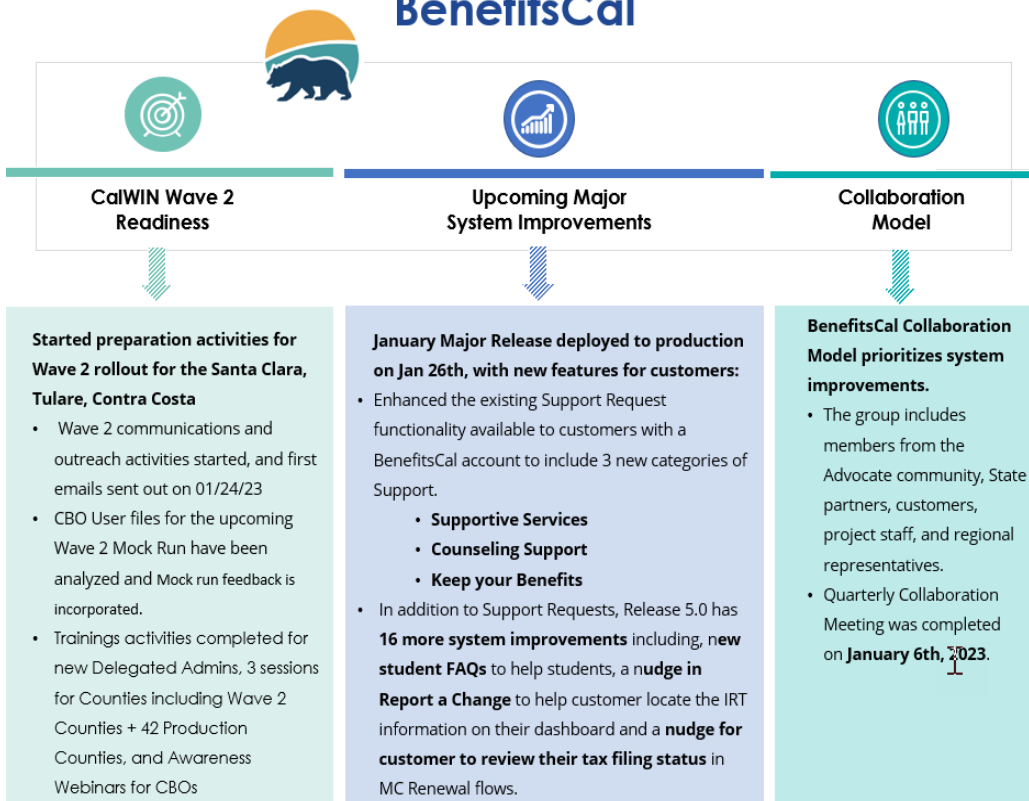 BenefitsCal
CalWIN Wave 2
Readiness
Upcoming Major
System Improvements
Collaboration
Model
Started preparation activities for
Wave 2 rollout for the Santa Clara,
Tulare, Contra Costa
• Wave 2 communications and
outreach activities started, and first
emails sent out on 01/24/23
• CBO User files for the upcoming
Wave 2 Mock Run have been
analyzed and Mock run feedback is
incorporated.
• Trainings activities completed for
new Delegated Admins, 3 sessions
for Counties including Wave 2
Counties + 42 Production
Counties, and Awareness
Webinars for CBOs
January Major Release deployed to production
on Jan 26th, with new features for customers:
• Enhanced the existing Support Request
functionality available to customers with a
BenefitsCal account to include 3 new categories of
Support.
• Supportive Services
• Counseling Support
• Keep your Benefits
• In addition to Support Requests, Release 5.0 has
16 more system improvements including, new
student FAQs to help students, a nudge in
Report a Change to help customer locate the IRT
information on their dashboard and a nudge for
customer to review their tax filing status in
MC Renewal flows.
BenefitsCal Collaboration
Model prioritizes system
improvements.
• The group includes
members from the
Advocate community, State
partners, customers,
project staff, and regional
representatives.
• Quarterly Collaboration
Meeting was completed
on January 6th, 2023.